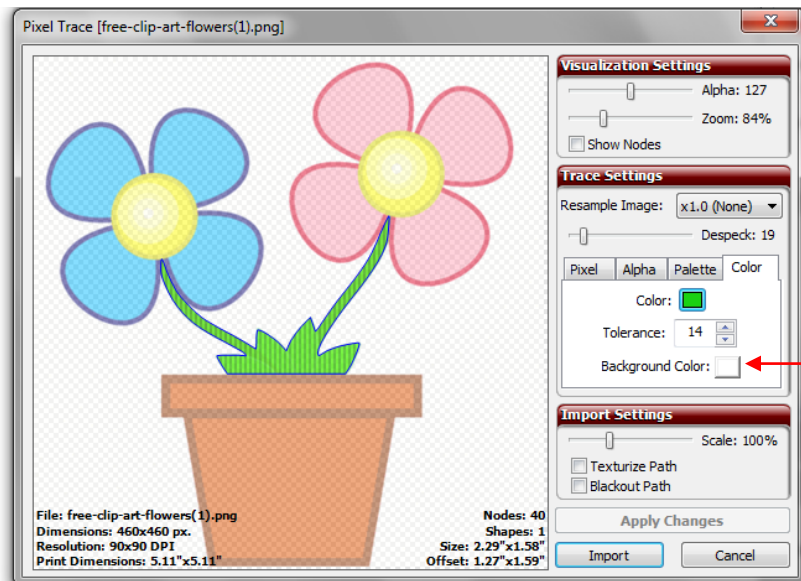 Pixel Trace [free-clip-art-flowers(1).png]
x
Visualization Settings
Alpha: 127
Zoom: 84%
Show Nodes
Trace Settings
Resample Image: x1.0 (None)
Despeck: 19
Pixel Alpha Palette Color
Color:
Tolerance: 14
Background Color:
Import Settings
Scale: 100%
Texturize Path
Blackout Path
Apply Changes
Import Cancel
File: free-clip-art-flowers(1).png
Dimensions: 460x460 px.
Resolution: 90x90 DPI
Print Dimensions: 5.11"x5.11"
Nodes: 40
Shapes: 1
Size: 2.29"x1.58"
Offset: 1.27"x1.59"